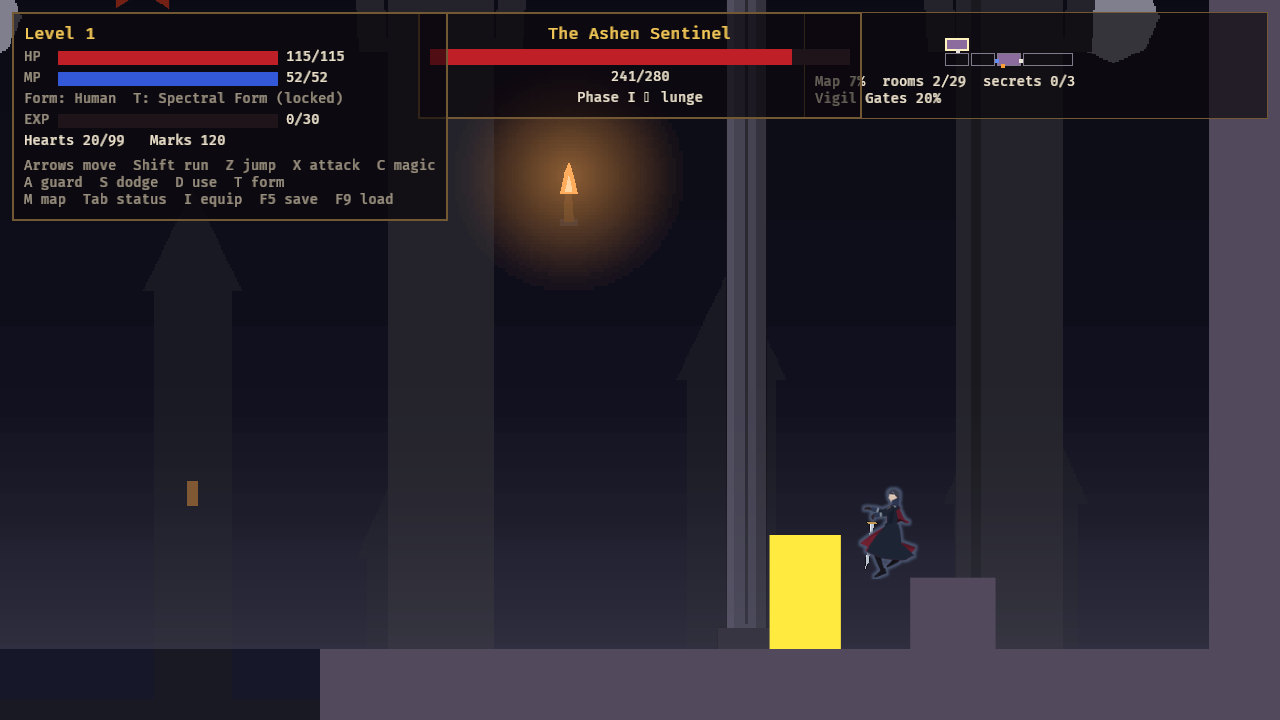 Level 1
HP 115/115
MP 52/52
Form: Human T: Spectral Form (locked)
EXP 0/30
Hearts 20/99 Marks 120
Arrows move Shift run Z jump X attack C magic
A guard S dodge D use T form
M map Tab status I equip F5 save F9 load
The Ashen Sentinel
241/280
Phase I ▯ lunge
Map 7% rooms 2/29 secrets 0/3
Vigil Gates 20%